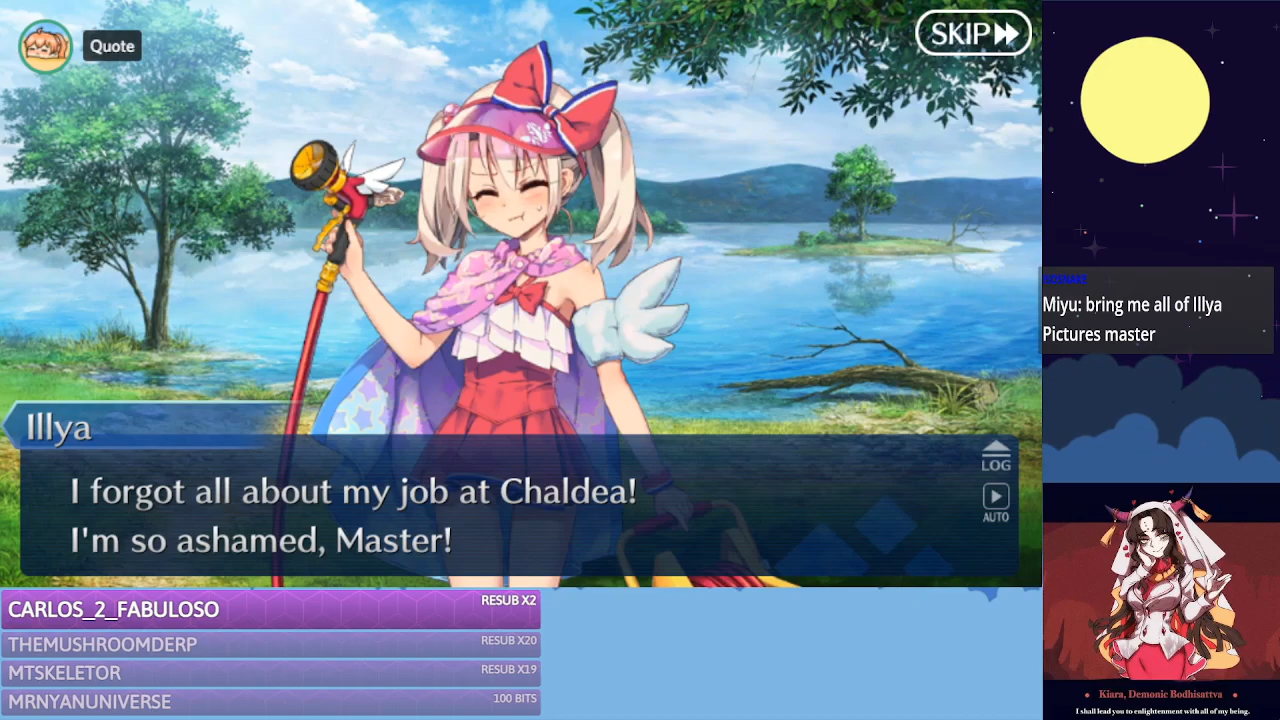 Quote
SKIP
Illya
I forgot all about my job at Chaldea!
I'm so ashamed, Master!
LOG
AUTO
Miyu: bring me all of Illya
Pictures master
CARLOS_2_FABULOSO
RESUB X2
THEMUSHROOMDERP
RESUB X20
MTSKELETOR
RESUB X19
MRNYANUNIVERSE
100 BITS
Kiara, Demonic Bodhisattva
I shall lead you to enlightenment with all of my being.